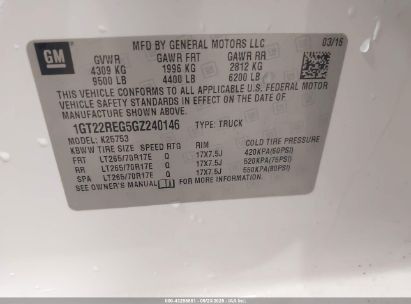 GM
MFD BY GENERAL MOTORS LLC 03/16
GVWR GAWR FRT GAWR RR
4309 KG 1996 KG 2812 KG
9500 LB 4400 LB 6200 LB
THIS VEHICLE CONFORMS TO ALL APPLICABLE U.S. FEDERAL MOTOR
VEHICLE SAFETY STANDARDS IN EFFECT ON THE DATE OF
MANUFACTURE SHOWN ABOVE.
1GT22REG5GZ240146 TYPE: TRUCK
MODEL: K25753
KBWW TIRE SIZE SPEED RTG RIM COLD TIRE PRESSURE
FRT LT265/70R17E Q 17X7.5J 420KPA(60PSI)
RR LT265/70R17E Q 17X7.5J 520KPA(75PSI)
SPA LT265/70R17E Q 17X7.5J 550KPA(80PSI)
SEE OWNER'S MANUAL FOR MORE INFORMATION.